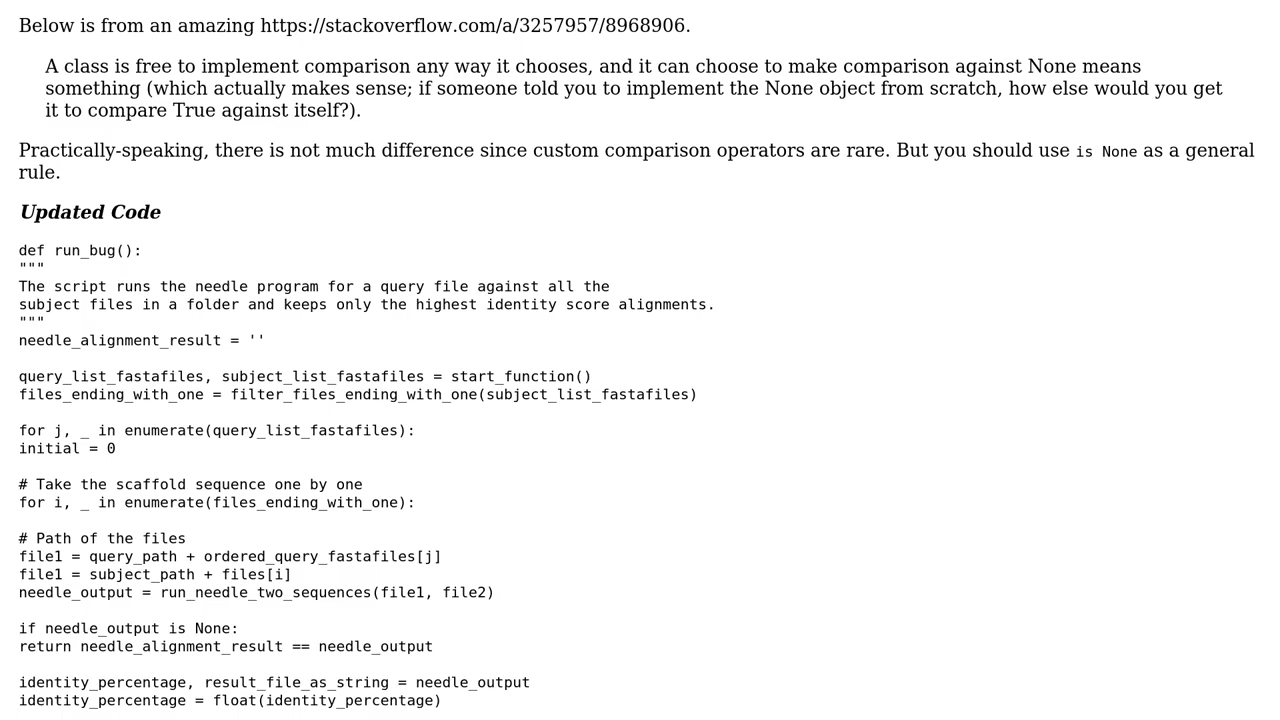 Below is from an amazing https://stackoverflow.com/a/3257957/8968906.
A class is free to implement comparison any way it chooses, and it can choose to make comparison against None means
something (which actually makes sense; if someone told you to implement the None object from scratch, how else would you get
it to compare True against itself?).
Practically-speaking, there is not much difference since custom comparison operators are rare. But you should use is None as a general
rule.
Updated Code
def run_bug():
"""
The script runs the needle program for a query file against all the
subject files in a folder and keeps only the highest identity score alignments.
"""
needle_alignment_result = ''
query_list_fastafiles, subject_list_fastafiles = start_function()
files_ending_with_one = filter_files_ending_with_one(subject_list_fastafiles)
for j, _ in enumerate(query_list_fastafiles):
initial = 0
# Take the scaffold sequence one by one
for i, _ in enumerate(files_ending_with_one):
# Path of the files
file1 = query_path + ordered_query_fastafiles[j]
file1 = subject_path + files[i]
needle_output = run_needle_two_sequences(file1, file2)
if needle_output is None:
return needle_alignment_result == needle_output
identity_percentage, result_file_as_string = needle_output
identity_percentage = float(identity_percentage)